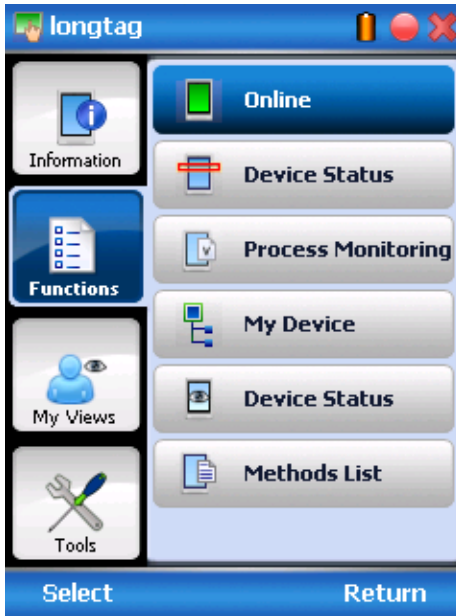 longtag
Information
Functions
My Views
Tools
Online
Device Status
Process Monitoring
My Device
Device Status
Methods List
Select
Return